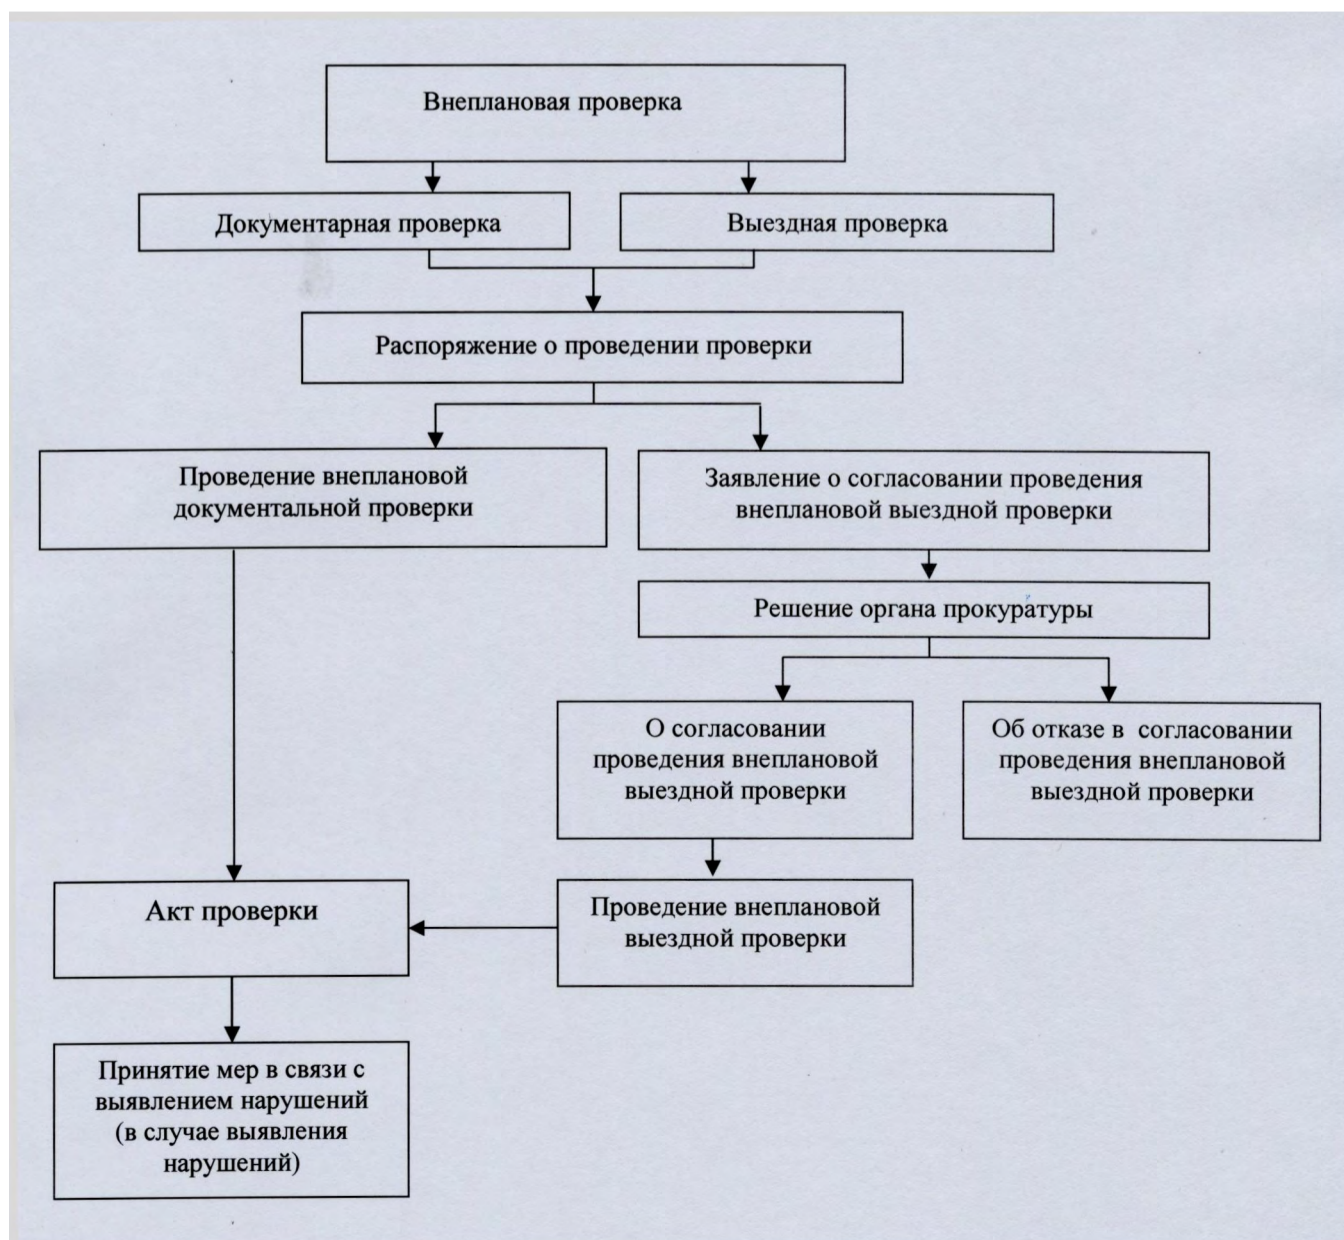 Внеплановая проверка
Документарная проверка
Выездная проверка
Распоряжение о проведении проверки
Проведение внеплановой
документальной проверки
Заявление о согласовании проведения
внеплановой выездной проверки
Решение органа прокуратуры
О согласовании
проведения внеплановой
выездной проверки
Об отказе в согласовании
проведения внеплановой
выездной проверки
Акт проверки
Проведение внеплановой
выездной проверки
Принятие мер в связи с
выявлением нарушений
(в случае выявления
нарушений)